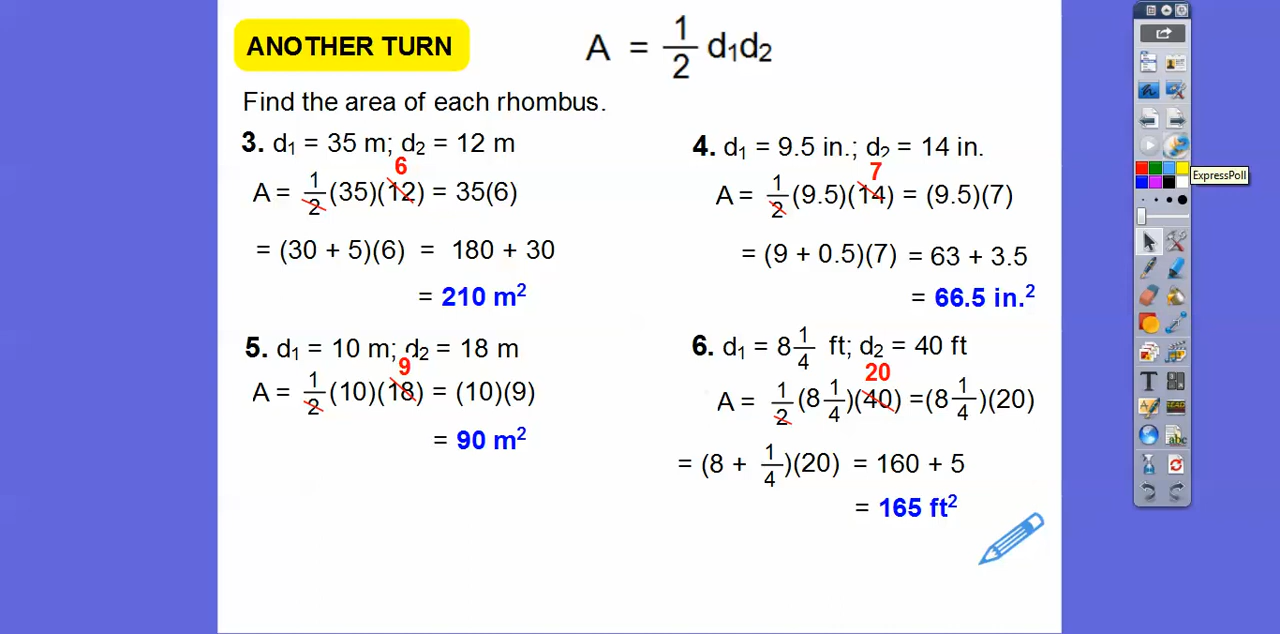 ANOTHER TURN
A = 1/2 d₁d₂
Find the area of each rhombus.
3. d₁ = 35 m; d₂ = 12 m
6
A = 1/2 (35)(12) = 35(6)
= (30 + 5)(6) = 180 + 30
= 210 m²
4. d₁ = 9.5 in.; d₂ = 14 in.
7
A = 1/2 (9.5)(14) = (9.5)(7)
= (9 + 0.5)(7) = 63 + 3.5
= 66.5 in.²
5. d₁ = 10 m; d₂ = 18 m
9
A = 1/2 (10)(18) = (10)(9)
= 90 m²
6. d₁ = 8 1/4 ft; d₂ = 40 ft
20
A = 1/2 (8 1/4)(40) =(8 1/4)(20)
= (8 + 1/4)(20) = 160 + 5
= 165 ft²
ExpressPoll
T
abc